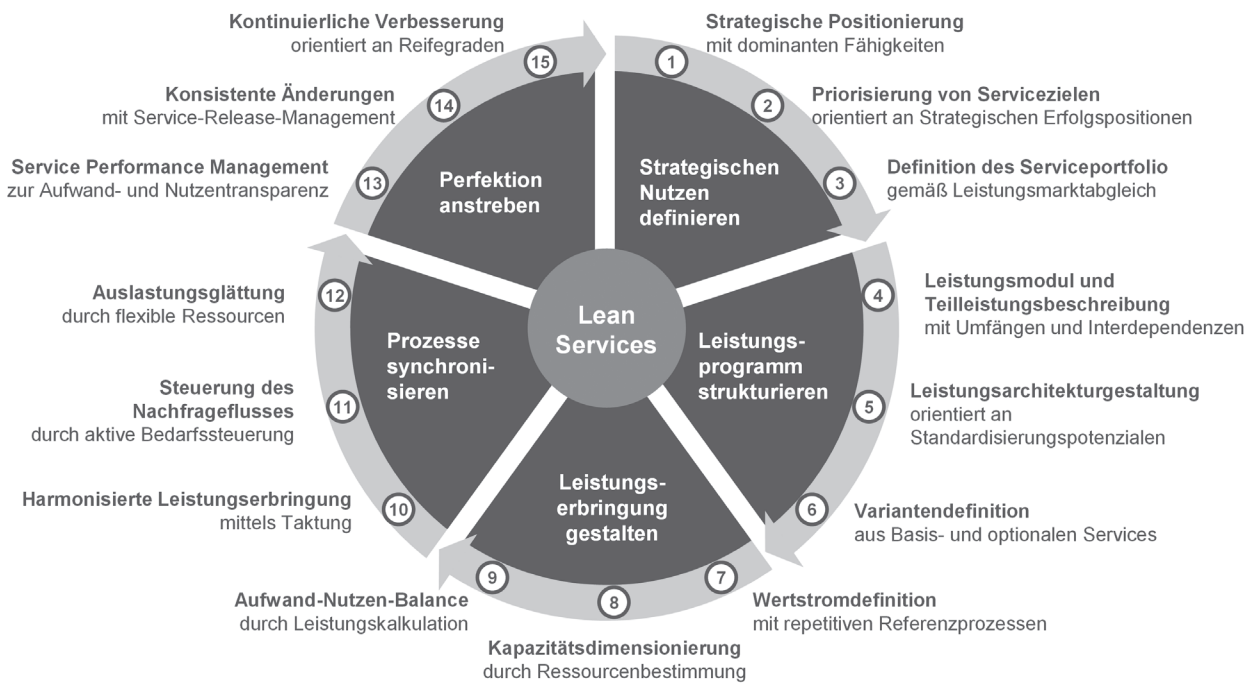 Lean
Services
Strategischen
Nutzen
definieren
1
Strategische Positionierung
mit dominanten Fähigkeiten
2
Priorisierung von Servicezielen
orientiert an Strategischen Erfolgspositionen
3
Definition des Serviceportfolio
gemäß Leistungsmarktabgleich
Leistungs-
programm
strukturieren
4
Leistungsmodul und
Teilleistungsbeschreibung
mit Umfängen und Interdependenzen
5
Leistungsarchitekturgestaltung
orientiert an
Standardisierungspotenzialen
6
Variantendefinition
aus Basis- und optionalen Services
Leistungs-
erbringung
gestalten
7
Wertstromdefinition
mit repetitiven Referenzprozessen
8
Kapazitätsdimensionierung
durch Ressourcenbestimmung
9
Aufwand-Nutzen-Balance
durch Leistungskalkulation
Prozesse
synchroni-
sieren
10
Harmonisierte Leistungserbringung
mittels Taktung
11
Steuerung des
Nachfrageflusses
durch aktive Bedarfssteuerung
12
Auslastungsglättung
durch flexible Ressourcen
Perfektion
anstreben
13
Service Performance Management
zur Aufwand- und Nutzentransparenz
14
Konsistente Änderungen
mit Service-Release-Management
15
Kontinuierliche Verbesserung
orientiert an Reifegraden